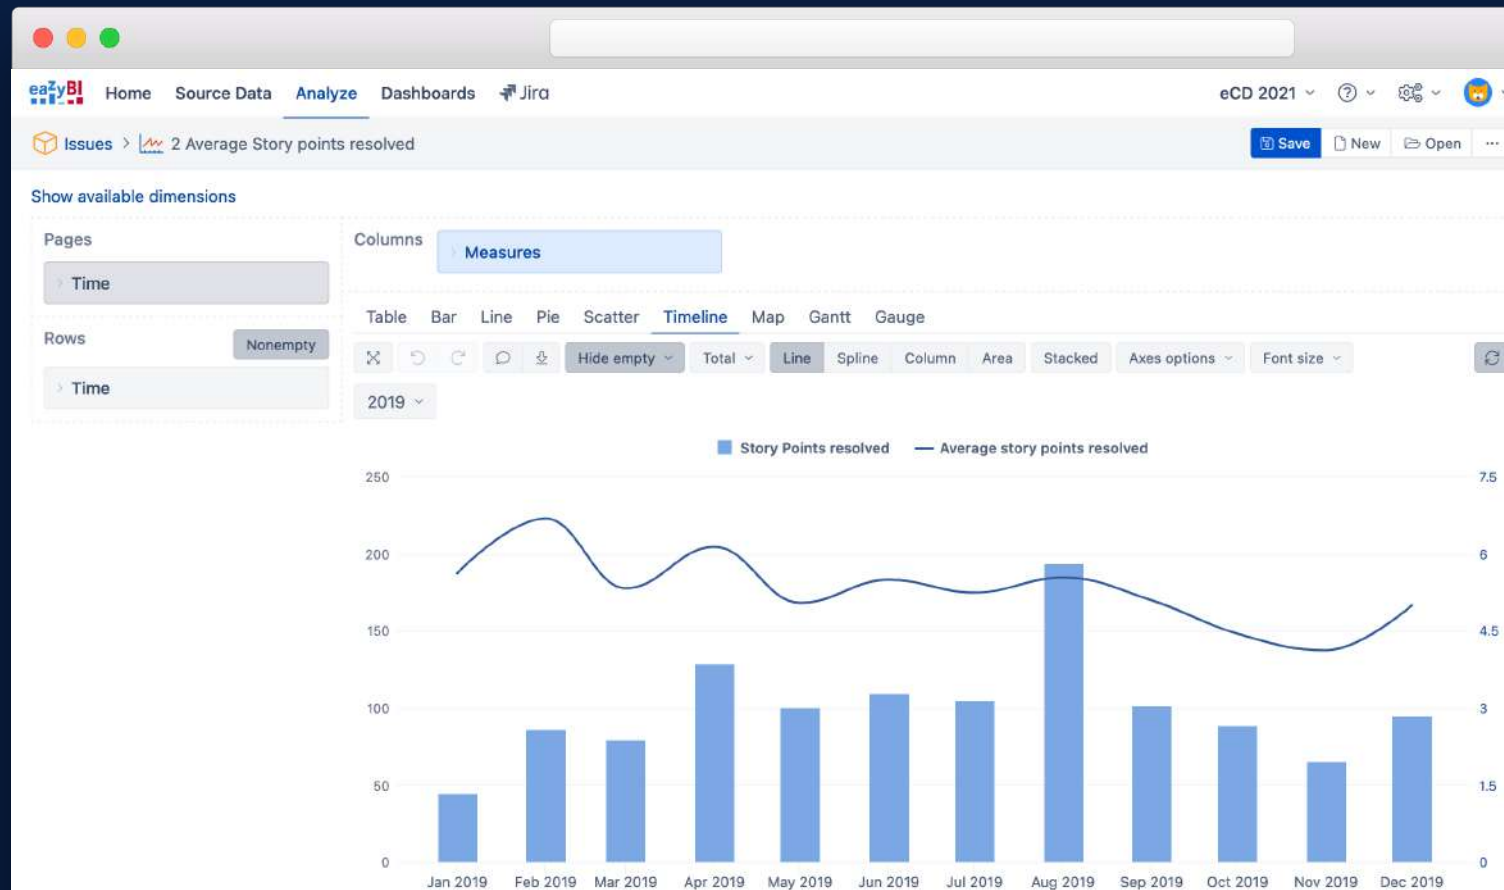 eazyBI Home Source Data Analyze Dashboards Jira eCD 2021
Issues > 2 Average Story points resolved Save New Open ...
Show available dimensions
Pages
Time
Columns Measures
Rows Nonempty
Time
Table Bar Line Pie Scatter Timeline Map Gantt Gauge
Hide empty Total Line Spline Column Area Stacked Axes options Font size
2019
Story Points resolved Average story points resolved
250 7.5
200 6
150 4.5
100 3
50 1.5
0 0
Jan 2019 Feb 2019 Mar 2019 Apr 2019 May 2019 Jun 2019 Jul 2019 Aug 2019 Sep 2019 Oct 2019 Nov 2019 Dec 2019